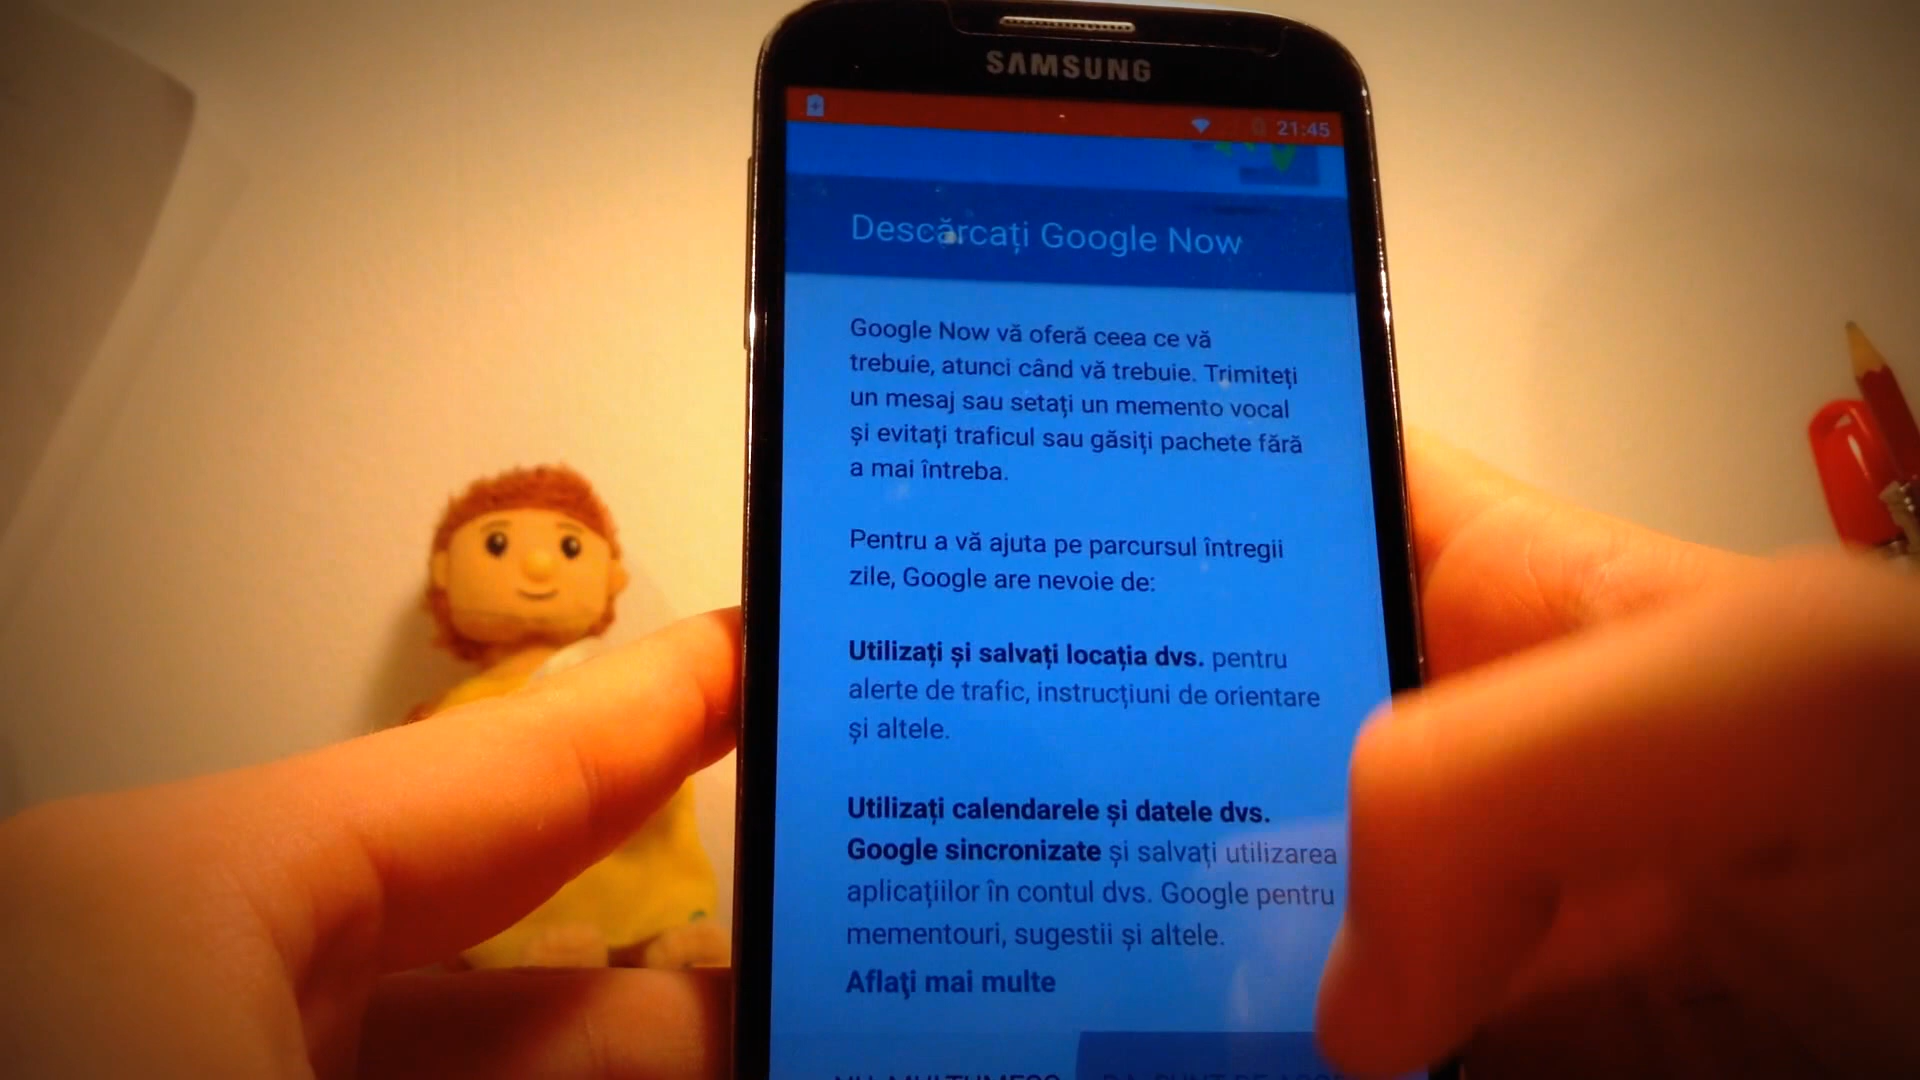 SAMSUNG
21:45
Descărcați Google Now
Google Now vă oferă ceea ce vă
trebuie, atunci când vă trebuie. Trimiteți
un mesaj sau setați un memento vocal
și evitați traficul sau găsiți pachete fără
a mai întreba.
Pentru a vă ajuta pe parcursul întregii
zile, Google are nevoie de:
Utilizați și salvați locația dvs. pentru
alerte de trafic, instrucțiuni de orientare
și altele.
Utilizați calendarele și datele dvs.
Google sincronizate și salvați utilizarea
aplicațiilor în contul dvs. Google pentru
mementouri, sugestii și altele.
Aflați mai multe